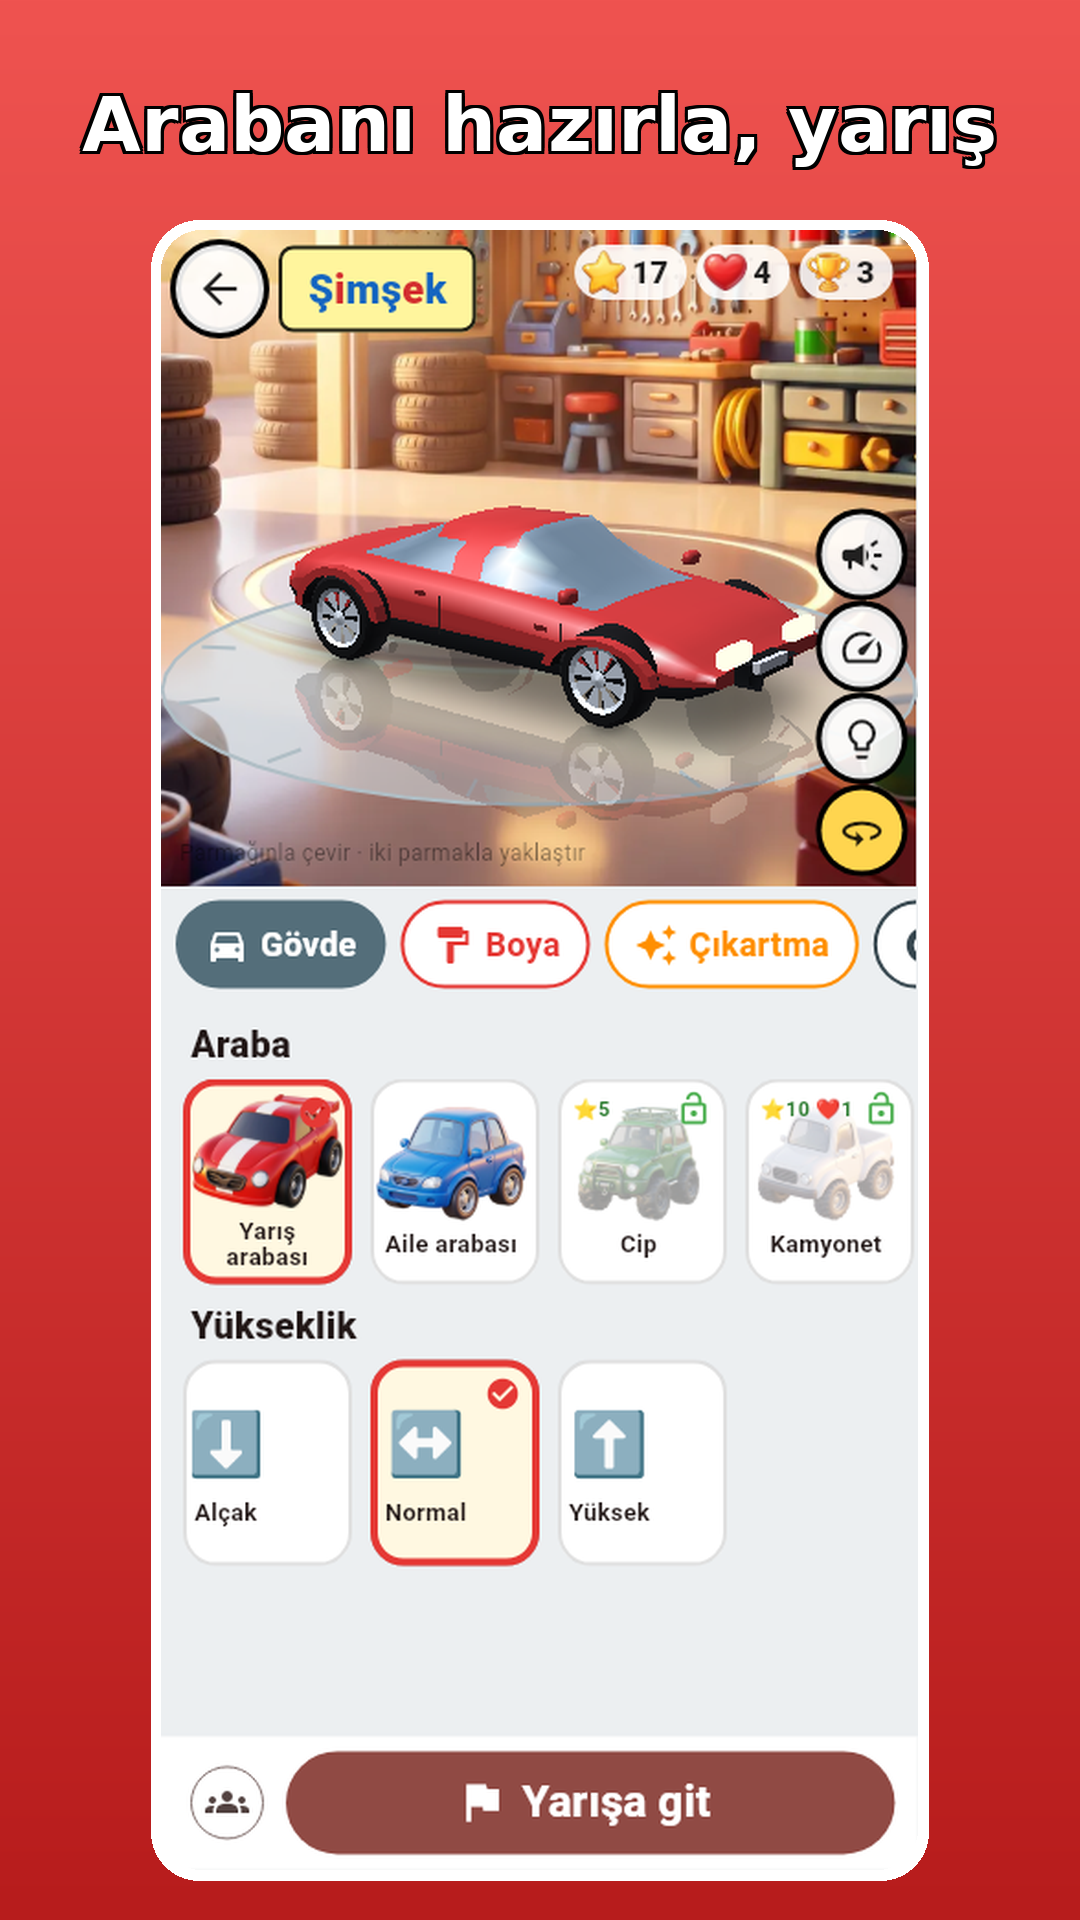 Arabanı hazırla, yarış
Şimşek
17
4
3
Parmağınla çevir · iki parmakla yaklaştır
Gövde
Boya
Çıkartma
Araba
Yarış
arabası
Aile arabası
5
Cip
10
1
Kamyonet
Yükseklik
Alçak
Normal
Yüksek
Yarışa git